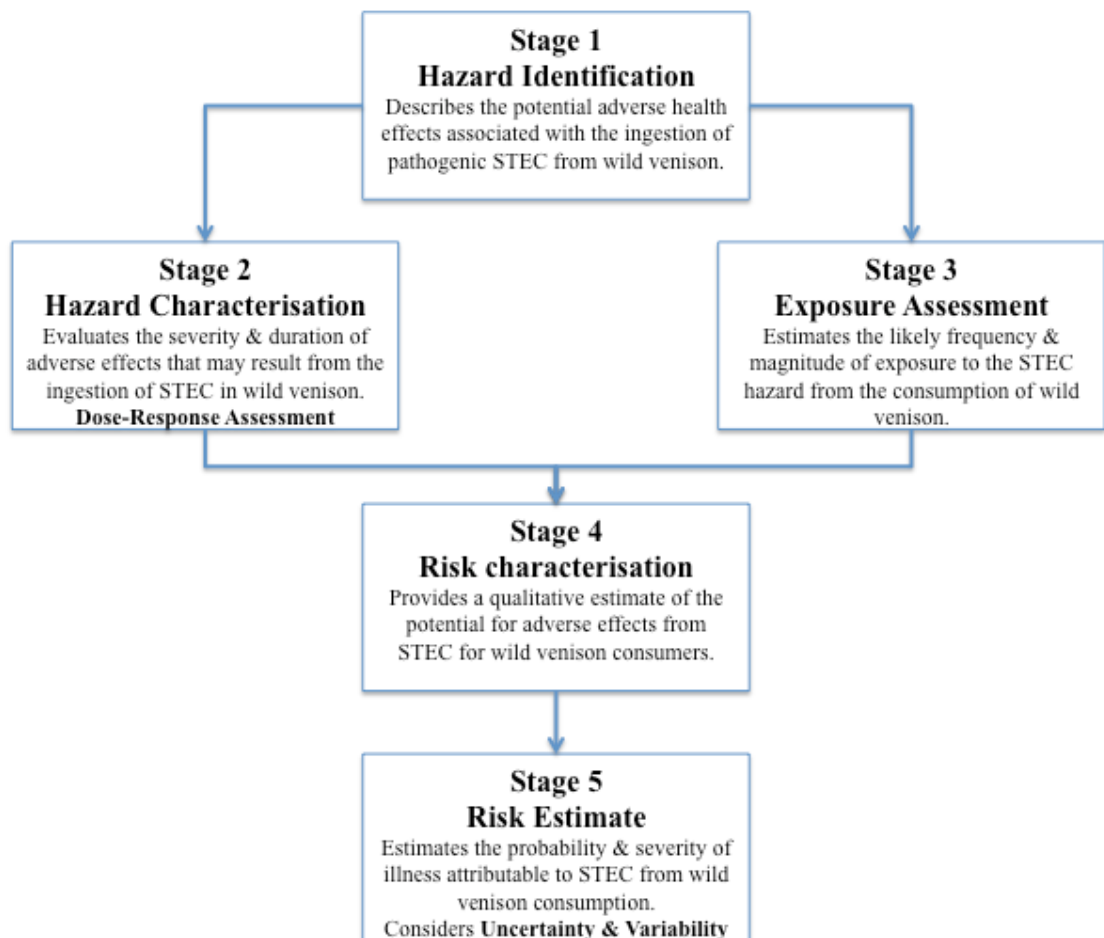 Stage 1
Hazard Identification
Describes the potential adverse health
effects associated with the ingestion of
pathogenic STEC from wild venison.
Stage 2
Hazard Characterisation
Evaluates the severity & duration of
adverse effects that may result from the
ingestion of STEC in wild venison.
Dose-Response Assessment
Stage 3
Exposure Assessment
Estimates the likely frequency &
magnitude of exposure to the STEC
hazard from the consumption of wild
venison.
Stage 4
Risk characterisation
Provides a qualitative estimate of the
potential for adverse effects from
STEC for wild venison consumers.
Stage 5
Risk Estimate
Estimates the probability & severity of
illness attributable to STEC from wild
venison consumption.
Considers Uncertainty & Variability